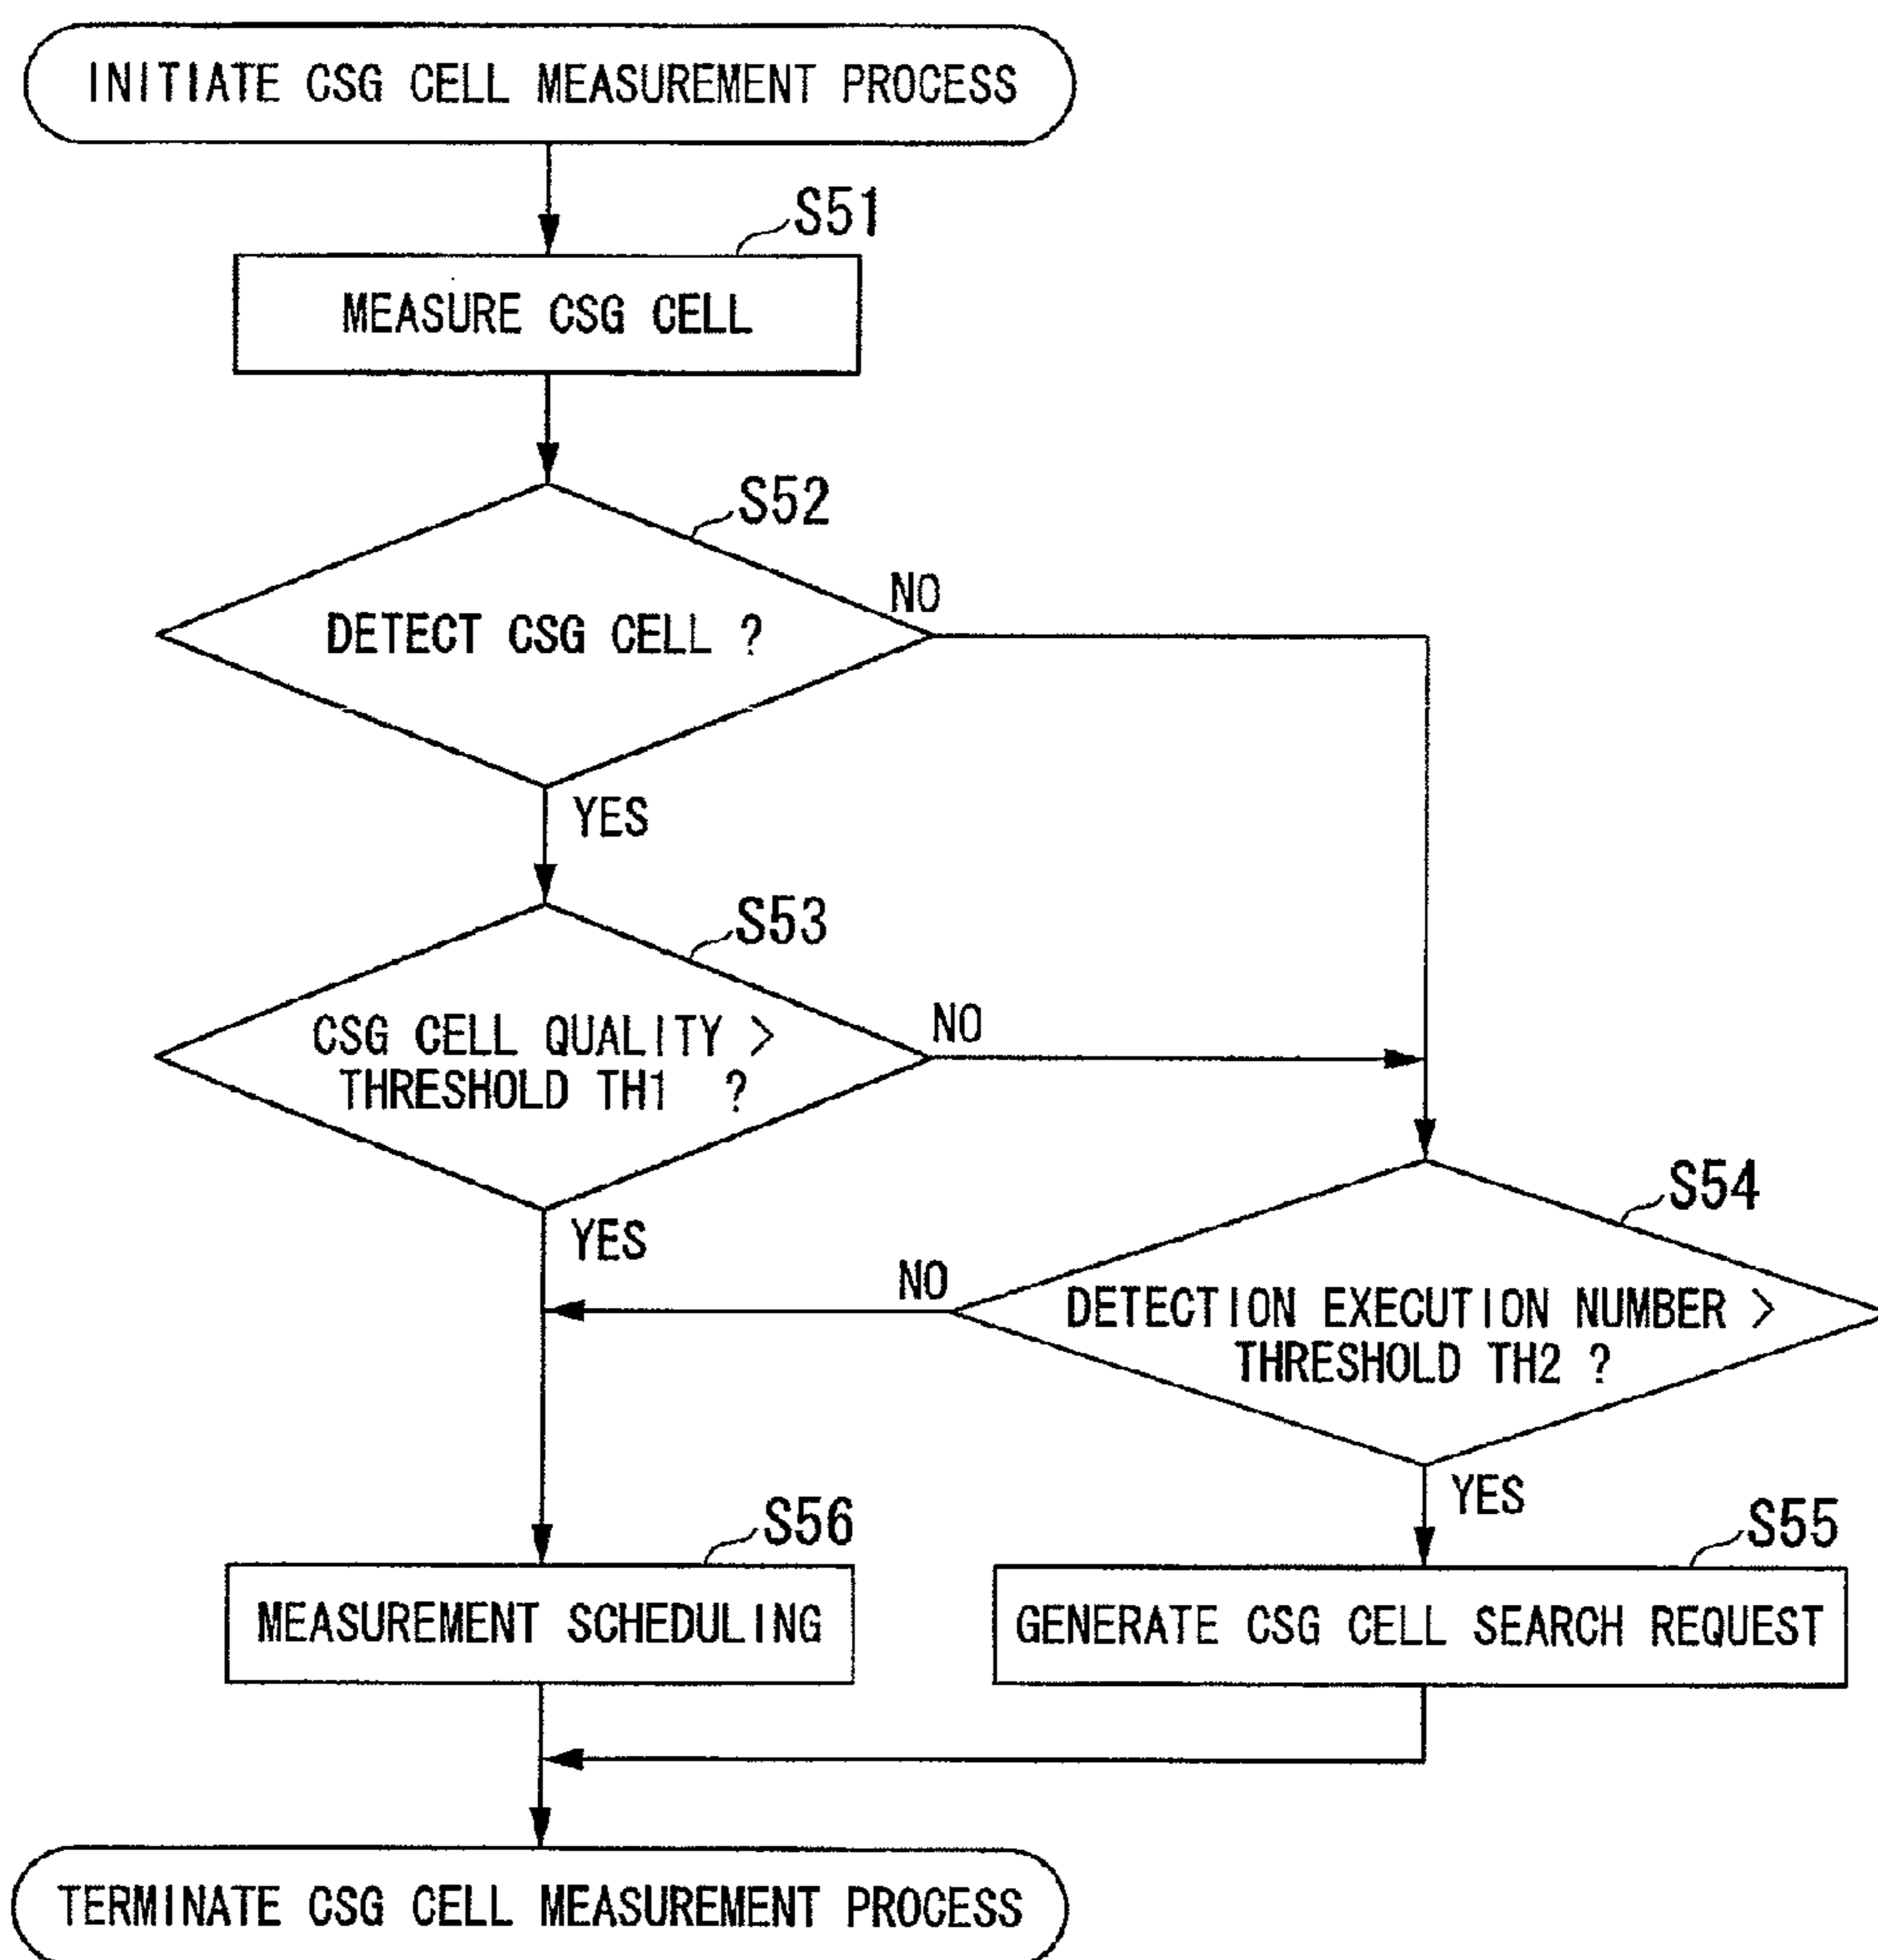 INITIATE CSG CELL MEASUREMENT PROCESS
S51
MEASURE CSG CELL
S52
DETECT CSG CELL ?
NO
YES
S53
CSG CELL QUALITY >
THRESHOLD TH1 ?
NO
YES
S54
DETECTION EXECUTION NUMBER >
THRESHOLD TH2 ?
NO
YES
S56
MEASUREMENT SCHEDULING
S55
GENERATE CSG CELL SEARCH REQUEST
TERMINATE CSG CELL MEASUREMENT PROCESS